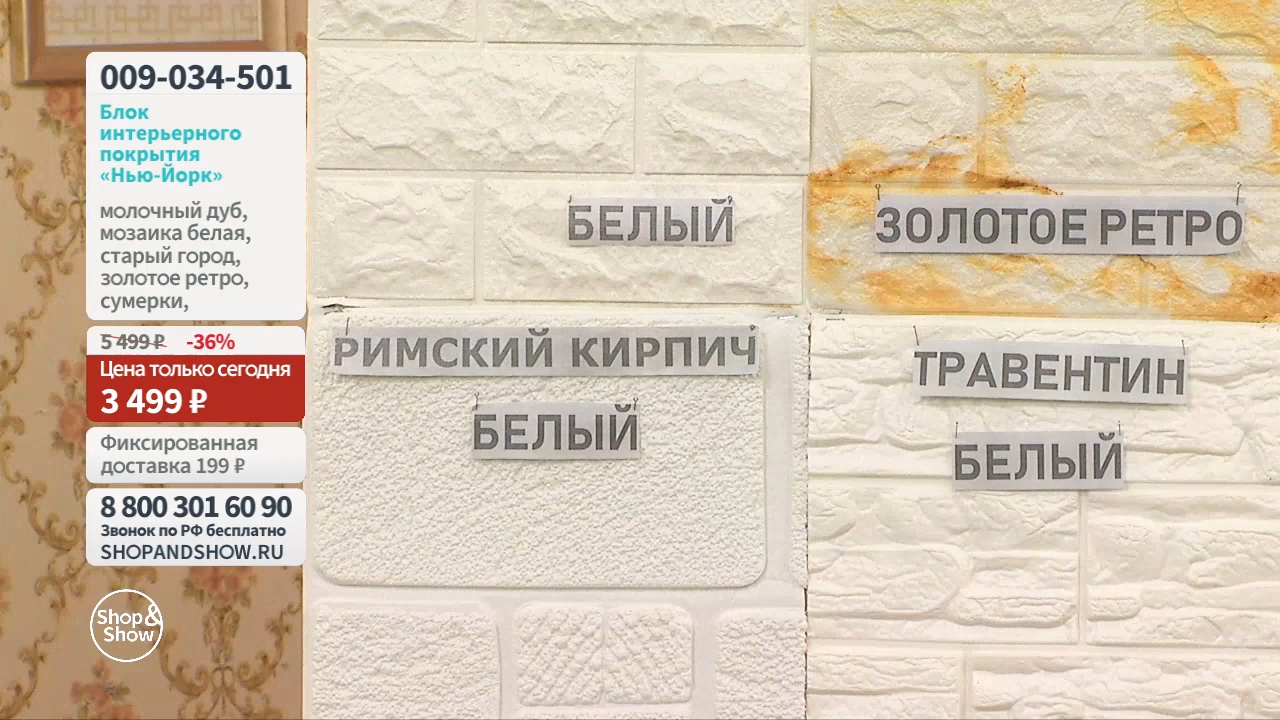 009-034-501
Блок
интерьерного
покрытия
«Нью-Йорк»
молочный дуб,
мозаика белая,
старый город,
золотое ретро,
сумерки,
5 499 ₽ -36%
Цена только сегодня
3 499 ₽
Фиксированная
доставка 199 ₽
8 800 301 60 90
Звонок по РФ бесплатно
SHOPANDSHOW.RU
Shop&
Show
БЕЛЫЙ
ЗОЛОТОЕ РЕТРО
РИМСКИЙ КИРПИЧ
БЕЛЫЙ
ТРАВЕНТИН
БЕЛЫЙ